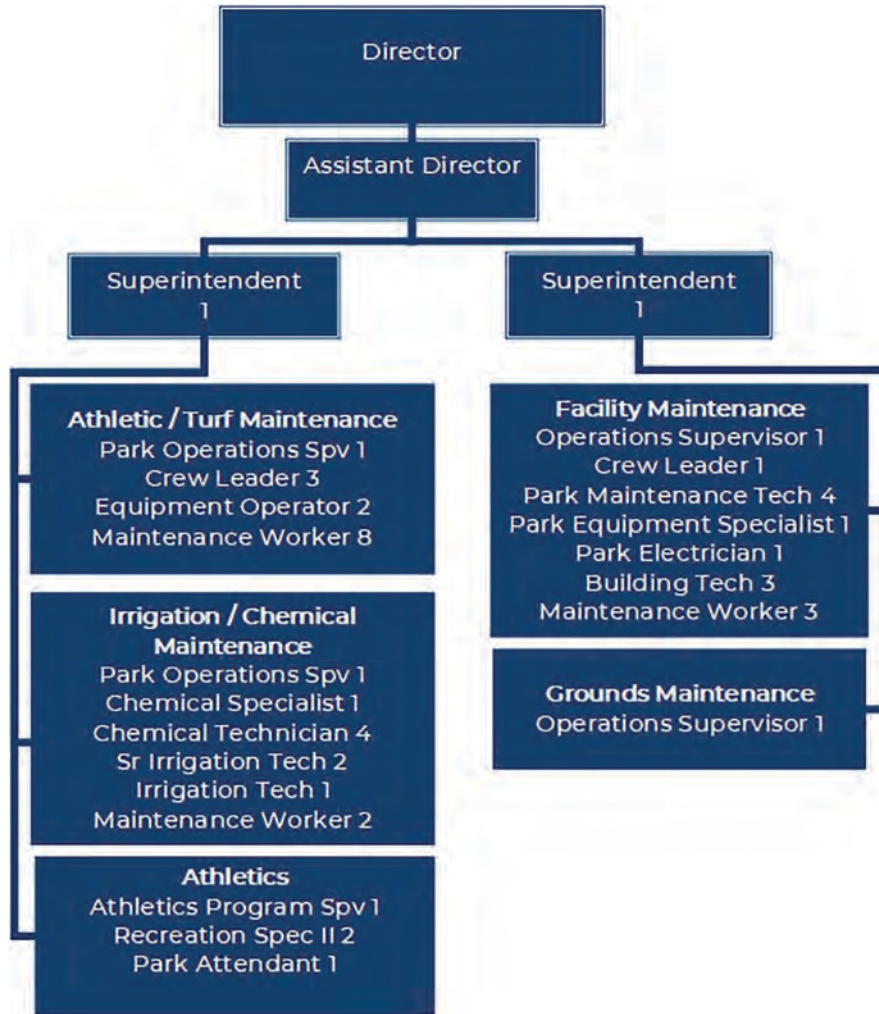 Director
Assistant Director
Superintendent
1
Superintendent
1
Athletic / Turf Maintenance
Park Operations Spv 1
Crew Leader 3
Equipment Operator 2
Maintenance Worker 8
Irrigation / Chemical
Maintenance
Park Operations Spv 1
Chemical Specialist 1
Chemical Technician 4
Sr Irrigation Tech 2
Irrigation Tech 1
Maintenance Worker 2
Athletics
Athletics Program Spv 1
Recreation Spec II 2
Park Attendant 1
Facility Maintenance
Operations Supervisor 1
Crew Leader 1
Park Maintenance Tech 4
Park Equipment Specialist 1
Park Electrician 1
Building Tech 3
Maintenance Worker 3
Grounds Maintenance
Operations Supervisor 1